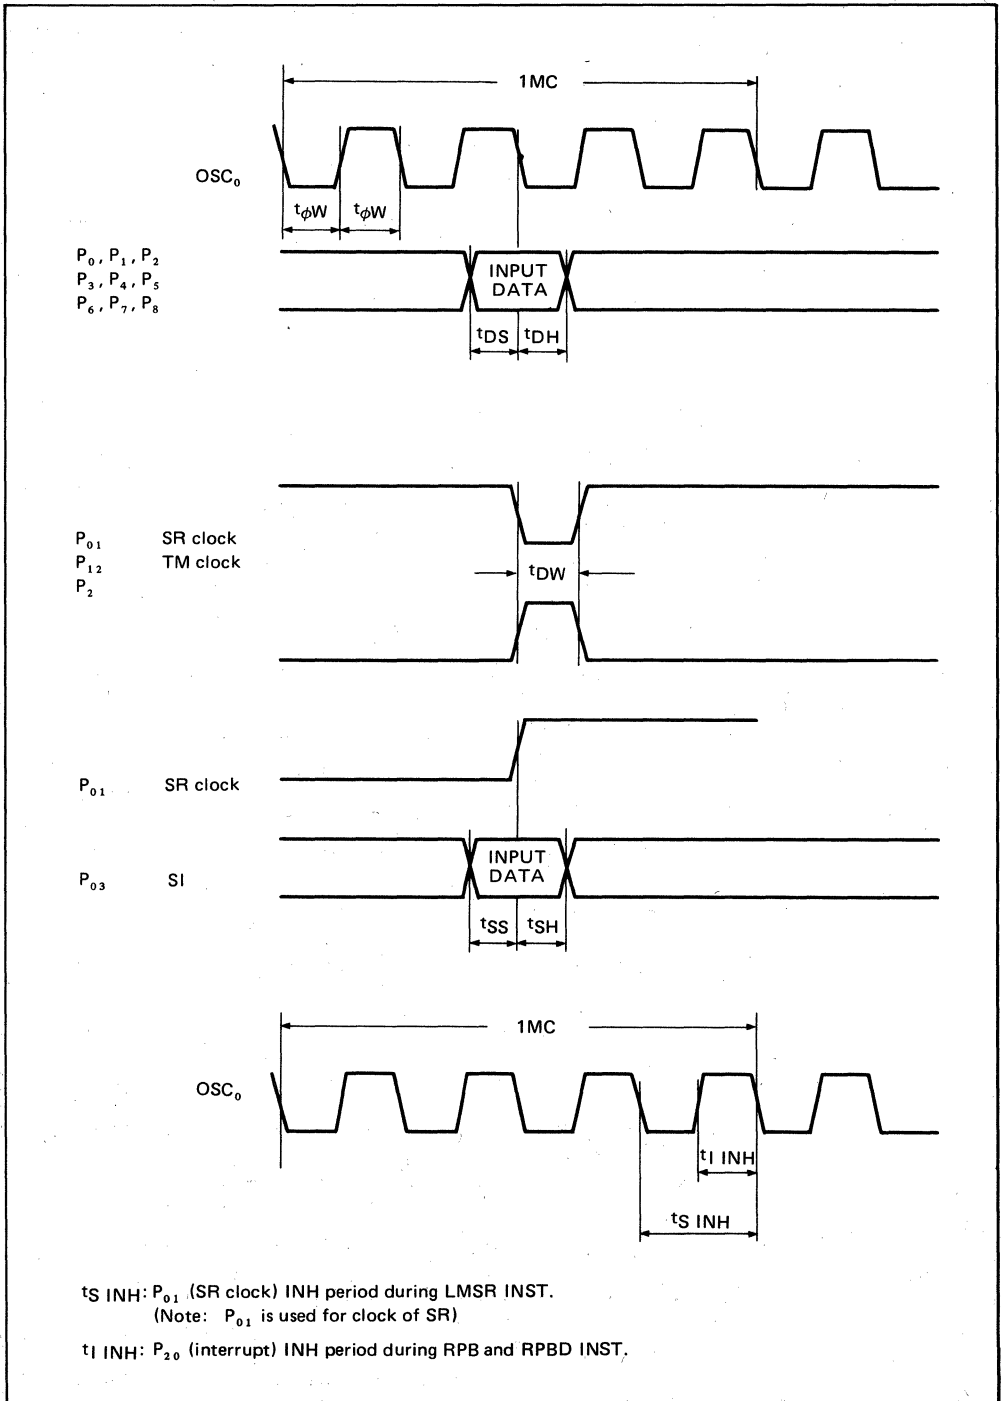 1MC
OSC₀
tϕW tϕW
P₀, P₁, P₂
P₃, P₄, P₅
P₆, P₇, P₈
INPUT
DATA
tDS tDH
P₀₁ SR clock
P₁₂ TM clock
P₂
tDW
P₀₁ SR clock
INPUT
DATA
P₀₃ SI
tSS tSH
1MC
OSC₀
tI INH
tS INH
tS INH: P₀₁ (SR clock) INH period during LMSR INST.
(Note: P₀₁ is used for clock of SR)
tI INH: P₂₀ (interrupt) INH period during RPB and RPBD INST.